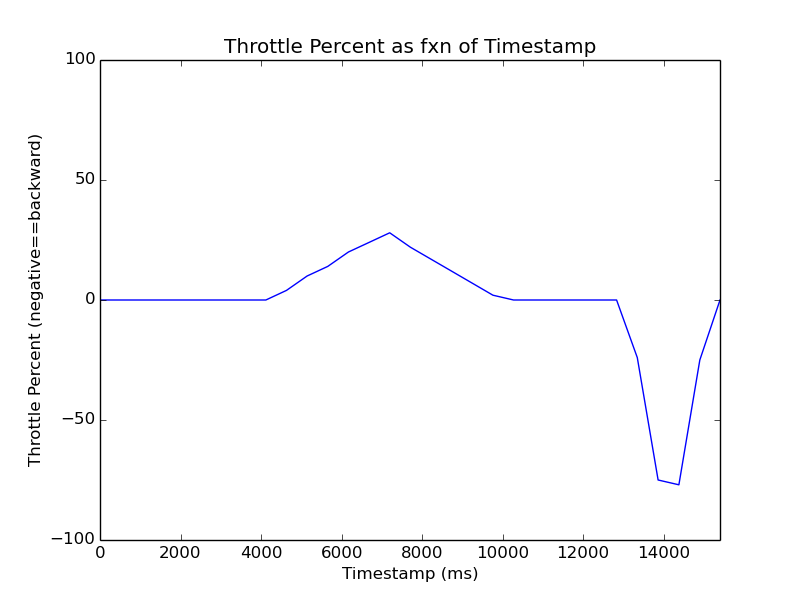 Throttle Percent as fxn of Timestamp
100
50
0
−50
−100
Throttle Percent (negative==backward)
0 2000 4000 6000 8000 10000 12000 14000
Timestamp (ms)